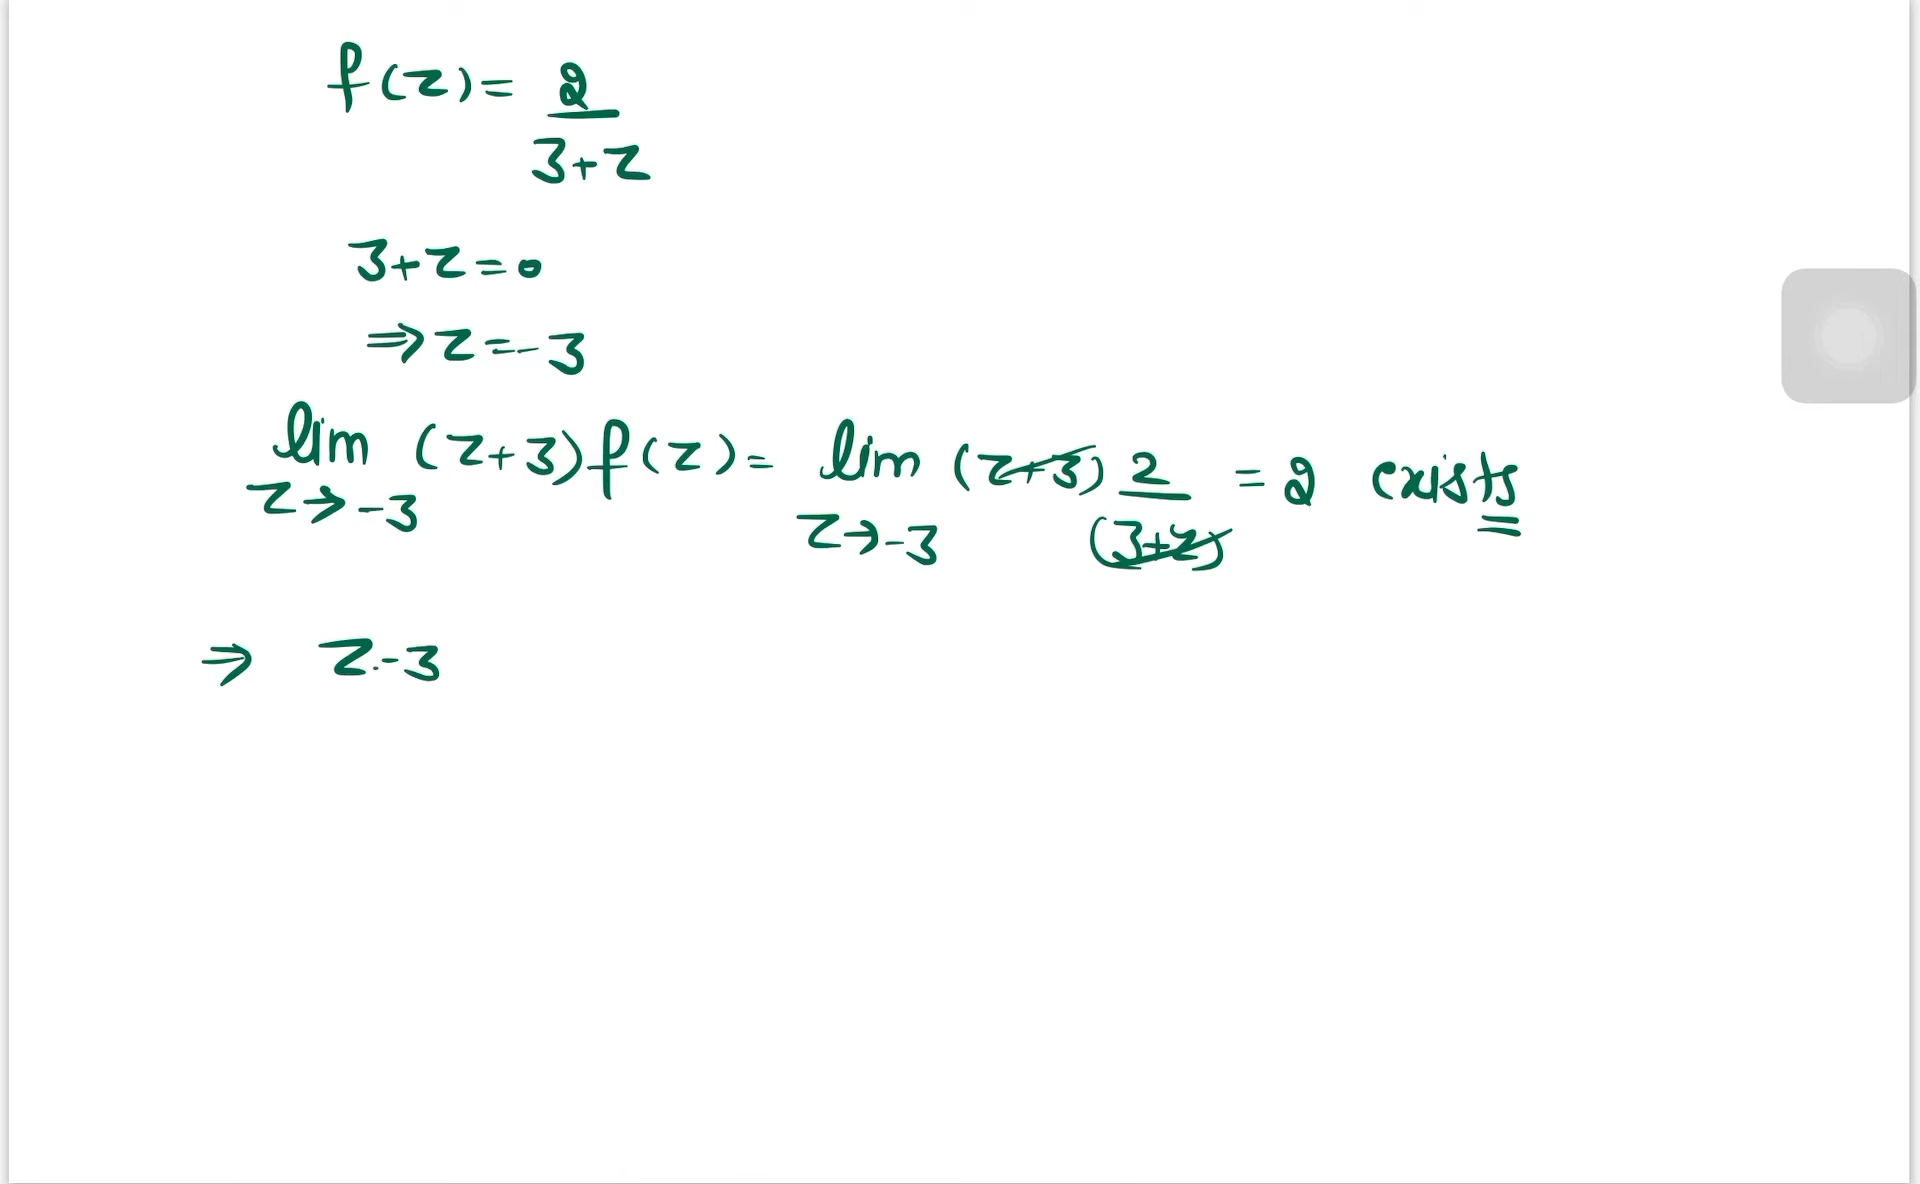 f(z) = 2/(3+z)
3+z=0
⇒ z=-3
lim z→-3 (z+3)f(z) = lim z→-3 (z+3) 2/(3+z) = 2 exists
⇒ z.-3